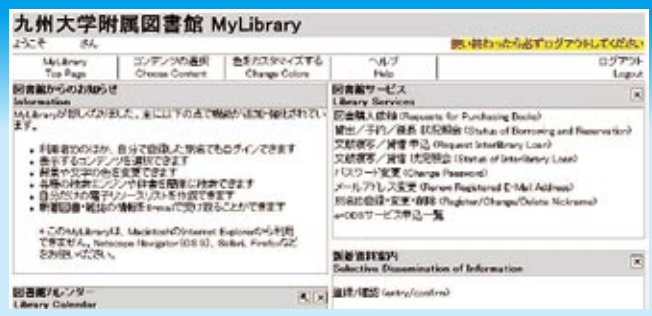 九州大学附属図書館 MyLibrary
ようこそ さん
使い終わったら必ずログアウトしてください
MyLibrary
Top Page
コンテンツの選択
Choose Content
色をカスタマイズする
Change Colors
ヘルプ
Help
ログアウト
Logout
図書館からのお知らせ
Information
MyLibraryが新しくなりました。主に以下の点で機能が追加・強化されています。
利用者IDのほか、自分で登録した別名でもログインできます
表示するコンテンツを選択できます
背景や文字の色を変更できます
各種の検索エンジンや辞書を簡単に検索できます
自分だけの電子リソースリストを作成できます
新着図書・雑誌の情報をE-mailで受け取ることができます
*このMyLibraryは、MacintoshのInternet Explorerから利用できません。Netscape Navigator(OS 9)、Safari、Firefoxなどをお使いください。
図書館カレンダー
Library Calendar
図書館サービス
Library Services
図書購入依頼 (Requests for Purchasing Books)
貸出/予約/延長 状況照会 (Status of Borrowing and Reservation)
文献複写/貸借 申込 (Request Interlibrary Loan)
文献複写/貸借 状況照会 (Status of Interlibrary Loan)
パスワード変更 (Change Password)
メールアドレス変更 (Renew Registered E-Mail Address)
別名の登録・変更・削除 (Register/Change/Delete Nickname)
e-DDSサービス申込一覧
新着資料案内
Selective Dissemination of Information
登録/確認 (entry/confirm)